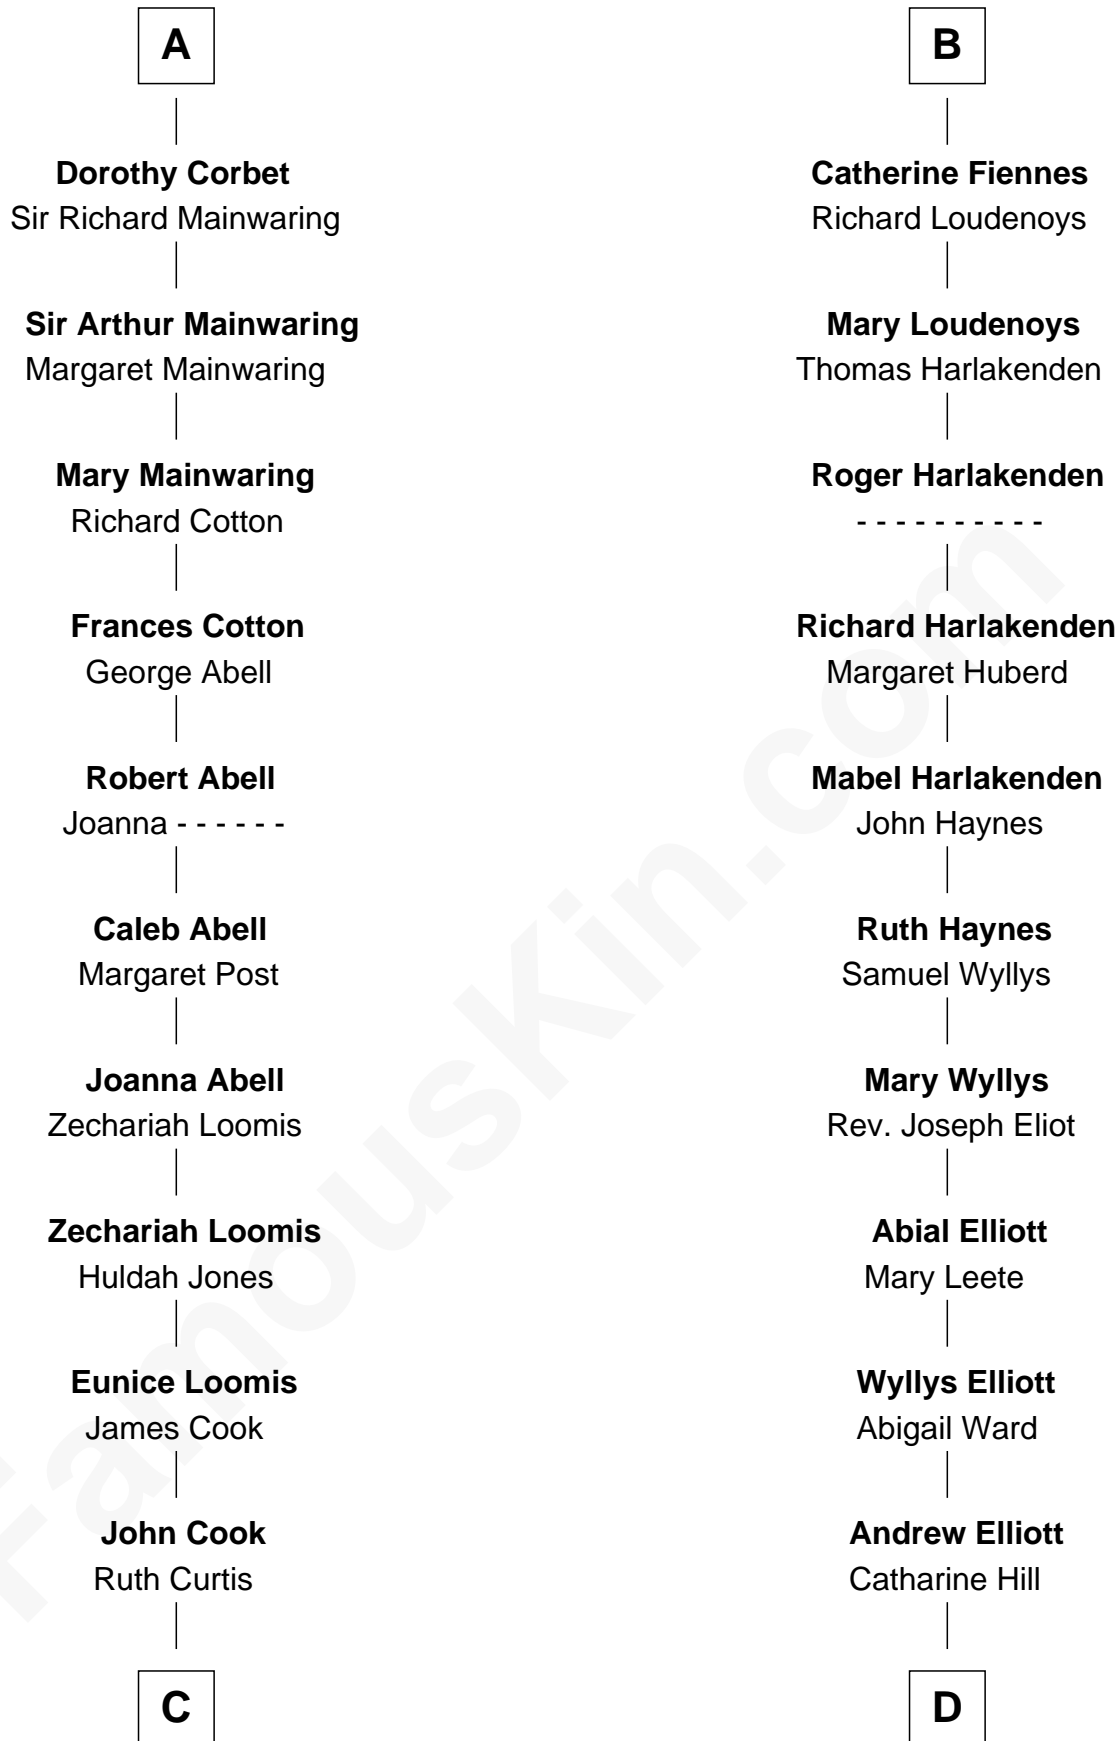 A
Dorothy Corbet
Sir Richard Mainwaring
Sir Arthur Mainwaring
Margaret Mainwaring
Mary Mainwaring
Richard Cotton
Frances Cotton
George Abell
Robert Abell
Joanna - - - - - -
Caleb Abell
Margaret Post
Joanna Abell
Zechariah Loomis
Zechariah Loomis
Huldah Jones
Eunice Loomis
James Cook
John Cook
Ruth Curtis
C
B
Catherine Fiennes
Richard Loudenoys
Mary Loudenoys
Thomas Harlakenden
Roger Harlakenden
- - - - - - - - - -
Richard Harlakenden
Margaret Huberd
Mabel Harlakenden
John Haynes
Ruth Haynes
Samuel Wyllys
Mary Wyllys
Rev. Joseph Eliot
Abial Elliott
Mary Leete
Wyllys Elliott
Abigail Ward
Andrew Elliott
Catharine Hill
D
FamousKin.com